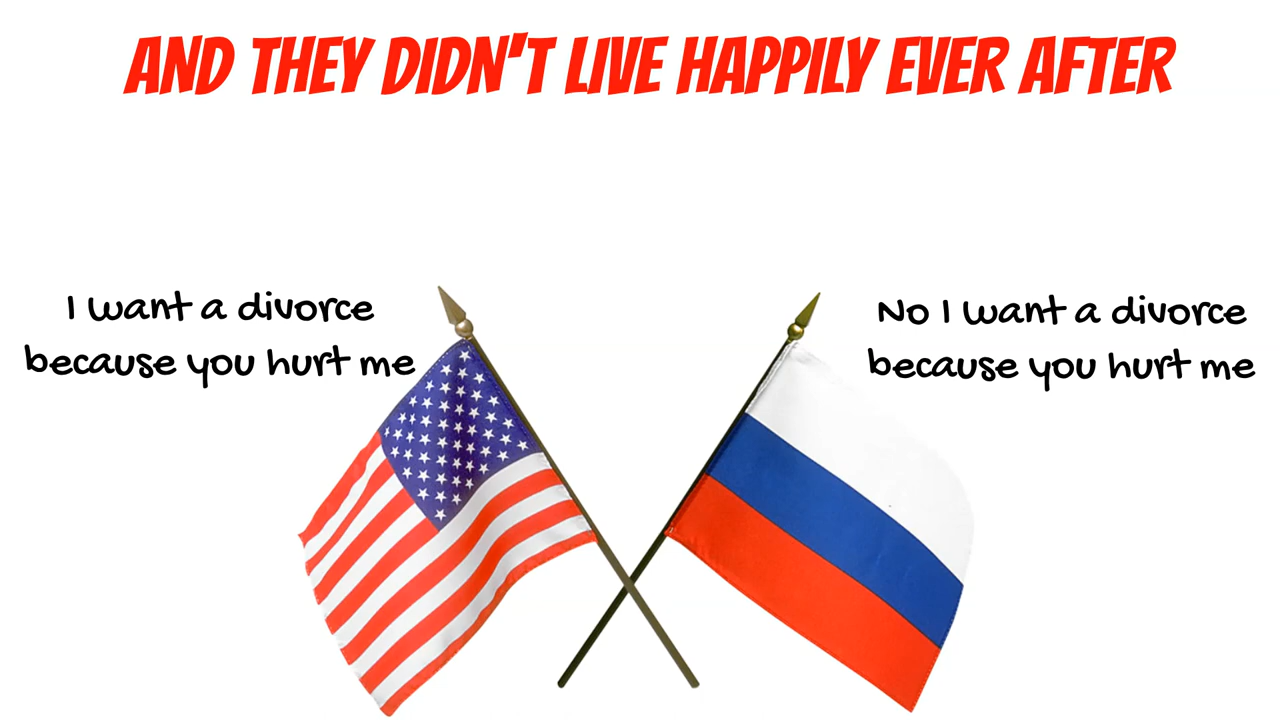 AND THEY DIDN'T LIVE HAPPILY EVER AFTER
I want a divorce
because you hurt me
No I want a divorce
because you hurt me